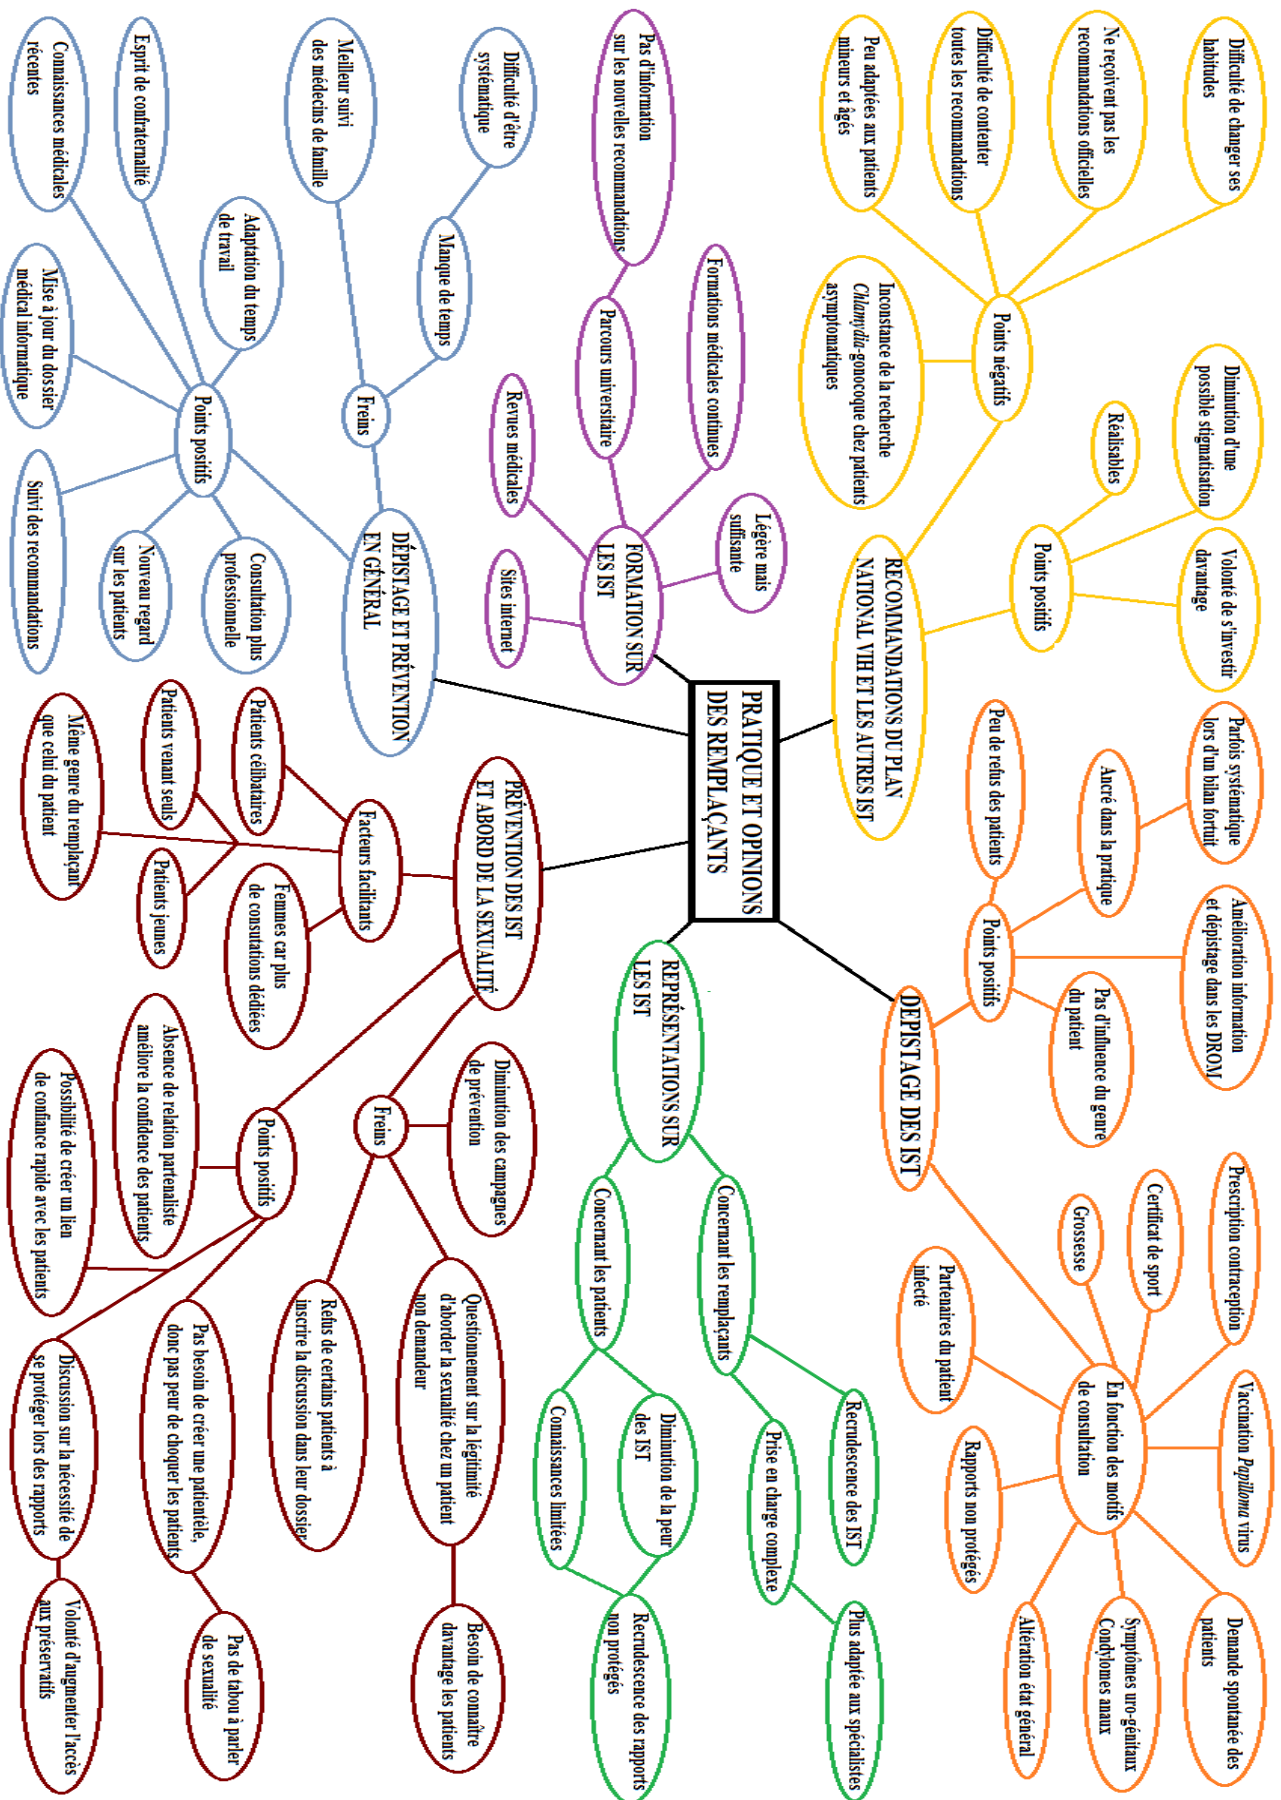 PRATIQUE ET OPINIONS
DES REMPLAÇANTS
RECOMMANDATIONS DU PLAN
NATIONAL VIH ET LES AUTRES IST
Points négatifs
Difficulté de changer ses
habitudes
Ne reçoivent pas les
recommandations officielles
Difficulté de contenter
toutes les recommandations
Peu adaptées aux patients
mineurs et âgés
Inconstance de la recherche
Chlamydia-gonocoque chez patients
asymptomatiques
Points positifs
Diminution d'une
possible stigmatisation
Réalisables
Volonté de s'investir
davantage
DEPISTAGE DES IST
Points positifs
Parfois systématique
lors d'un bilan fortuit
Ancré dans la pratique
Peu de refus des patients
Amélioration information
et dépistage dans les DROM
Pas d'influence du genre
du patient
En fonction des motifs
de consultation
Prescription contraception
Certificat de sport
Grossesse
Partenaires du patient
infecté
Vaccination Papilloma virus
Rapports non protégés
Demande spontanée des
patients
Symptômes uro-génitaux
Condylomes anaux
Altération état général
FORMATION SUR
LES IST
Pas d'information
sur les nouvelles recommandations
Parcours universitaire
Formations médicales continues
Revues médicales
Légère mais
suffisante
Sites internet
REPRÉSENTATIONS SUR
LES IST
Concernant les remplaçants
Recrudescence des IST
Prise en charge complexe
Plus adaptée aux spécialistes
Concernant les patients
Diminution de la peur
des IST
Connaissances limitées
Recrudescence des rapports
non protégés
DÉPISTAGE ET PRÉVENTION
EN GÉNÉRAL
Freins
Difficulté d'être
systématique
Manque de temps
Meilleur suivi
des médecins de famille
Points positifs
Esprit de confraternalité
Connaissances médicales
récentes
Adaptation du temps
de travail
Mise à jour du dossier
médical informatique
Suivi des recommandations
Nouveau regard
sur les patients
Consultation plus
professionnelle
PRÉVENTION DES IST
ET ABORD DE LA SEXUALITÉ
Facteurs facilitants
Patients célibataires
Patients venant seuls
Même genre du remplaçant
que celui du patient
Patients jeunes
Femmes car plus
de consutations dédiées
Freins
Diminution des campagnes
de prévention
Questionnement sur la légitimité
d'aborder la sexualité chez un patient
non demandeur
Besoin de connaître
davantage les patients
Refus de certains patients à
inscrire la discussion dans leur dossier
Points positifs
Absence de relation partenaliste
améliore la confidence des patients
Possibilité de créer un lien
de confiance rapide avec les patients
Pas besoin de créer une patientèle,
donc pas peur de choquer les patients
Pas de tabou à parler
de sexualité
Discussion sur la nécessité de
se protéger lors des rapports
Volonté d'augmenter l'accès
aux préservatifs